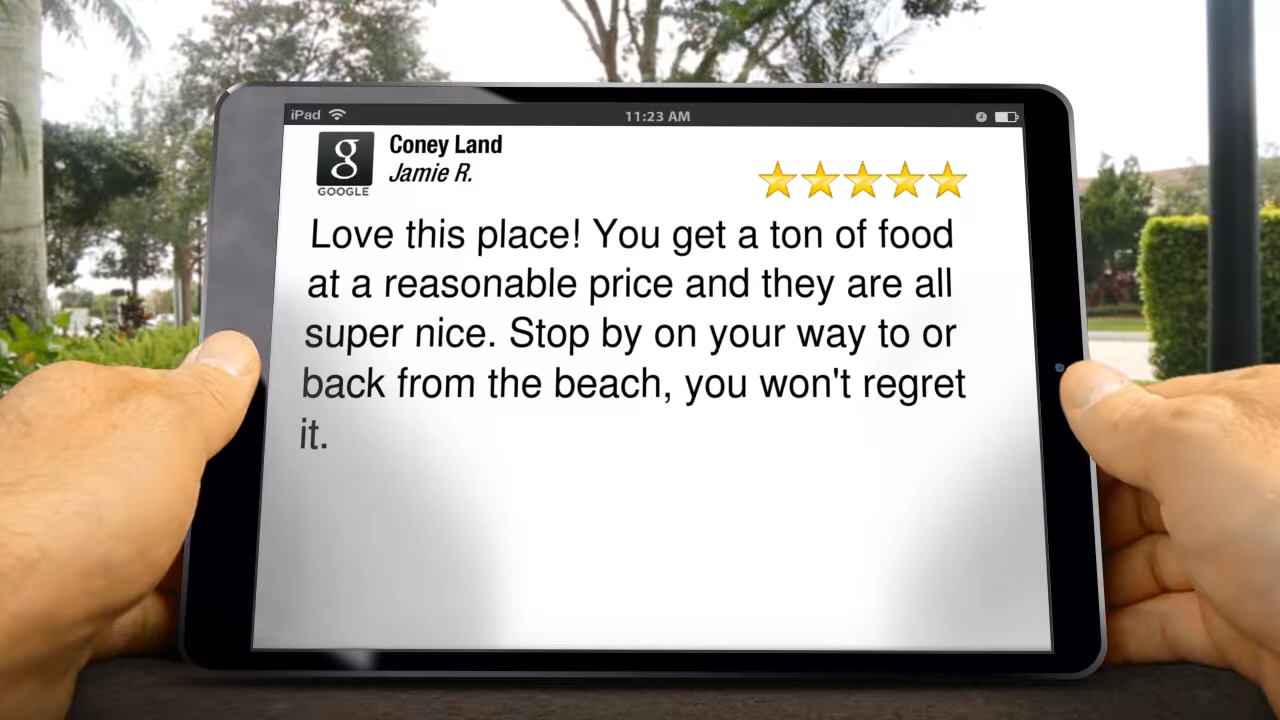 iPad 11:23 AM
g
GOOGLE
Coney Land
Jamie R.
Love this place! You get a ton of food
at a reasonable price and they are all
super nice. Stop by on your way to or
back from the beach, you won't regret
it.